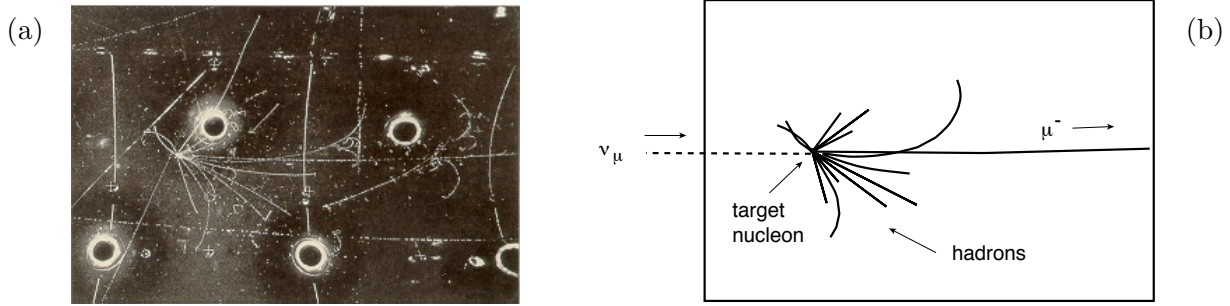 (a)
(b)
ν_μ
μ⁻
target
nucleon
hadrons